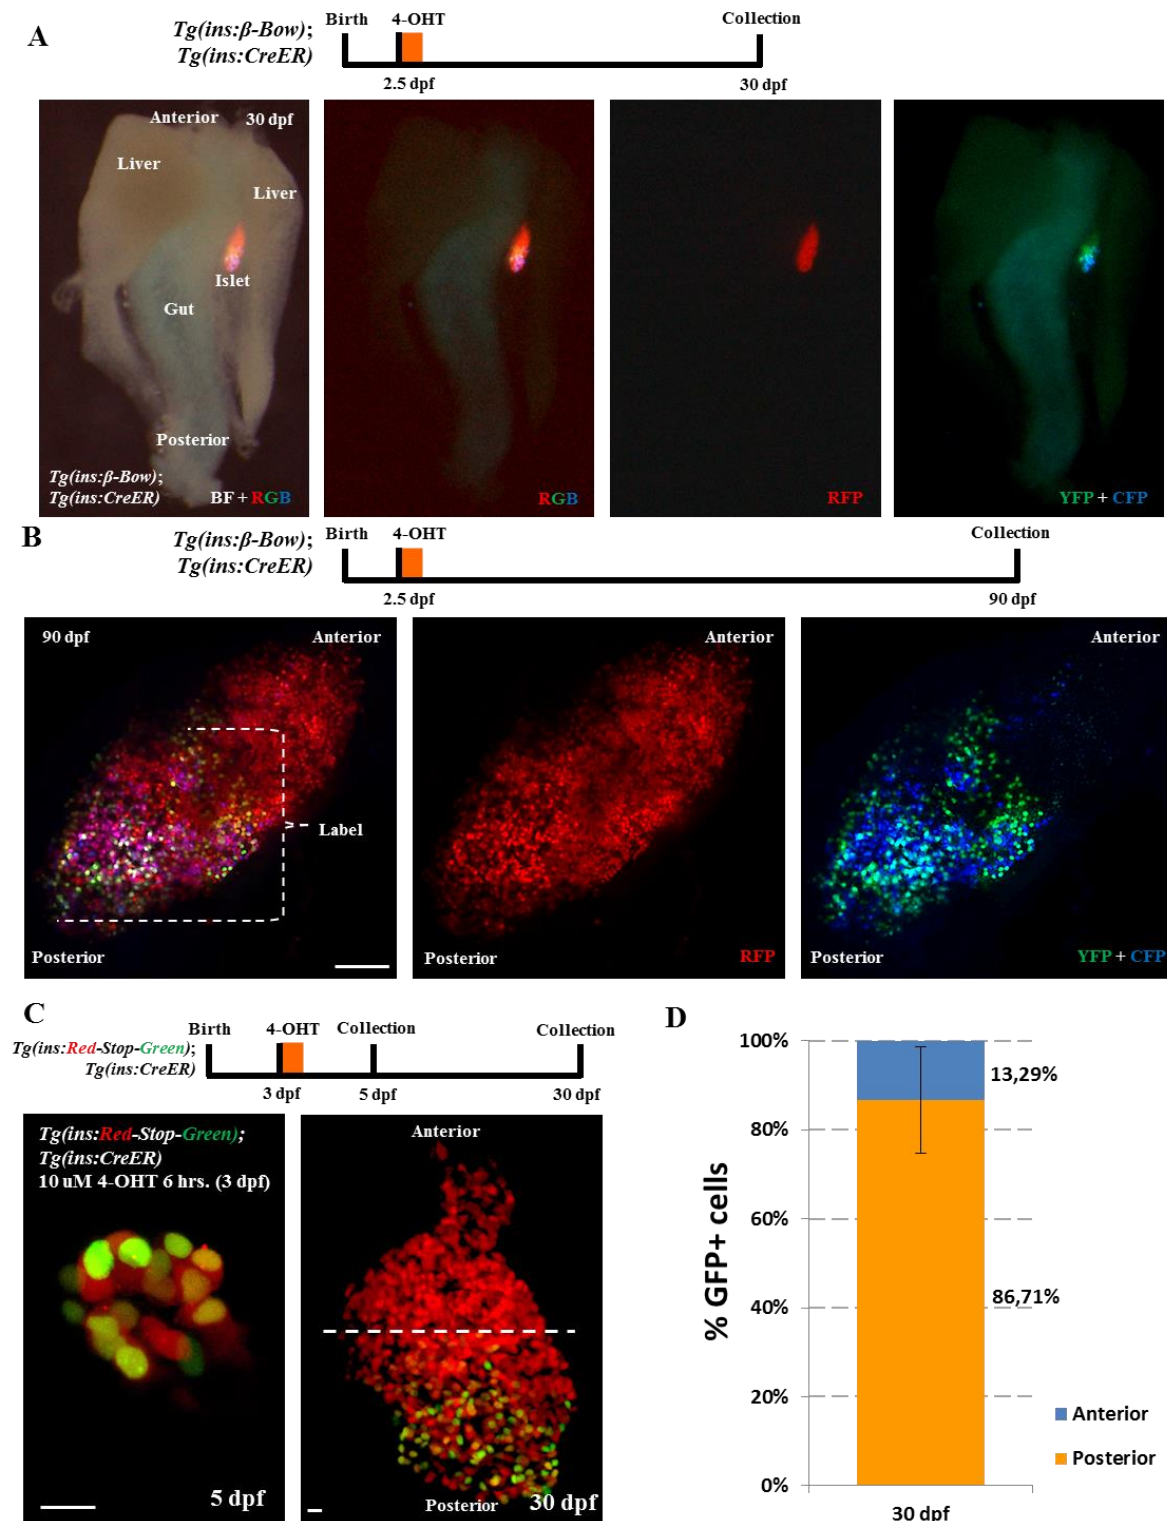 A
Tg(ins:β-Bow);
Tg(ins:CreER)
Birth
4-OHT
Collection
2.5 dpf
30 dpf
Anterior
30 dpf
Liver
Liver
Islet
Gut
Posterior
Tg(ins:β-Bow);
Tg(ins:CreER)
BF + RGB
RGB
RFP
YFP + CFP
B
Tg(ins:β-Bow);
Tg(ins:CreER)
Birth
4-OHT
Collection
2.5 dpf
90 dpf
90 dpf
Anterior
Label
Posterior
Anterior
Posterior
RFP
Anterior
Posterior
YFP + CFP
C
Tg(ins:Red-Stop-Green);
Tg(ins:CreER)
Birth
4-OHT
Collection
Collection
3 dpf
5 dpf
30 dpf
Tg(ins:Red-Stop-Green);
Tg(ins:CreER)
10 uM 4-OHT 6 hrs. (3 dpf)
5 dpf
Anterior
Posterior
30 dpf
D
% GFP+ cells
100%
80%
60%
40%
20%
0%
13,29%
86,71%
Anterior
Posterior
30 dpf